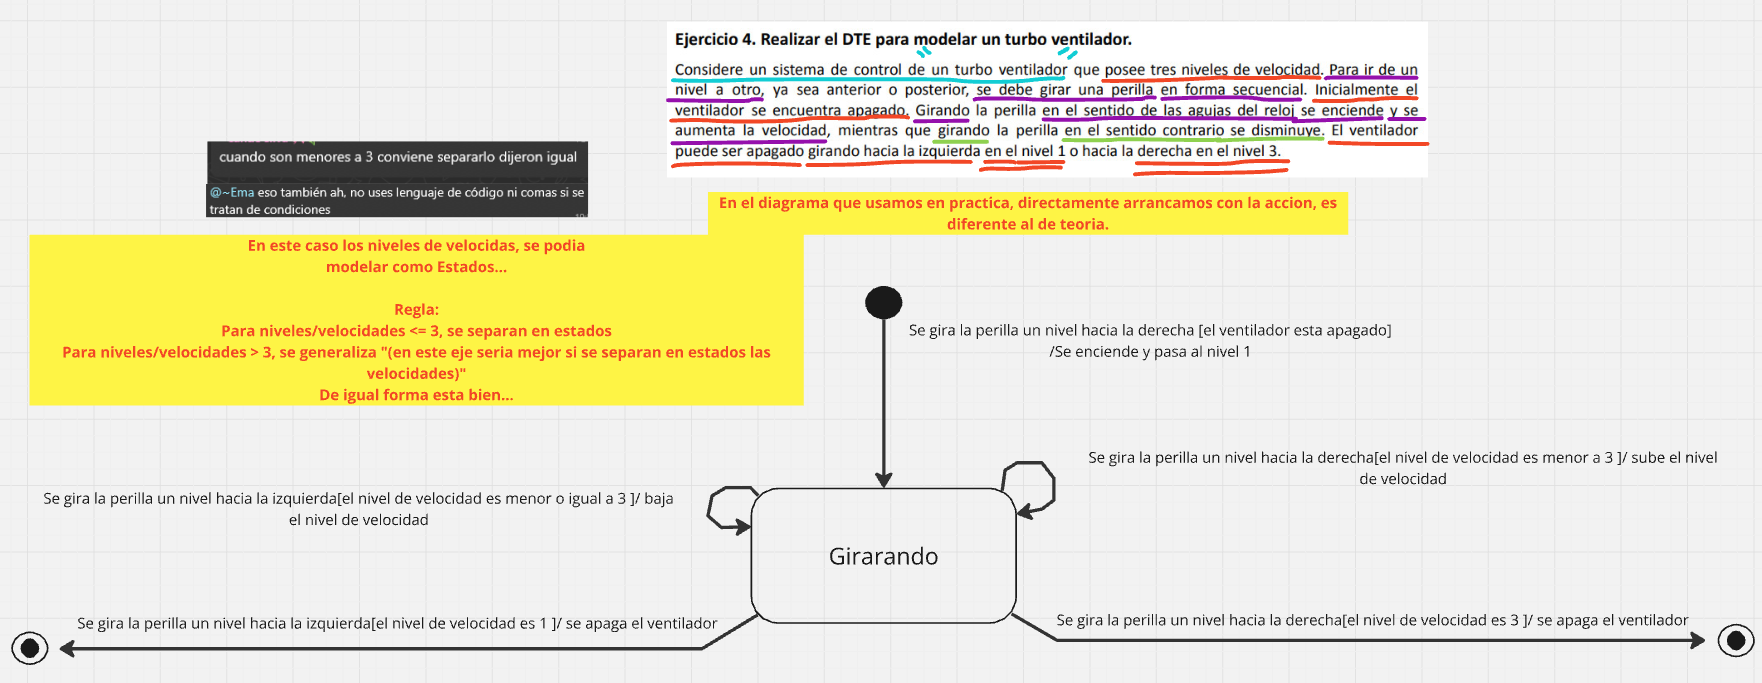 Ejercicio 4. Realizar el DTE para modelar un turbo ventilador.
Considere un sistema de control de un turbo ventilador que posee tres niveles de velocidad. Para ir de un
nivel a otro, ya sea anterior o posterior, se debe girar una perilla en forma secuencial. Inicialmente el
ventilador se encuentra apagado. Girando la perilla en el sentido de las agujas del reloj se enciende y se
aumenta la velocidad, mientras que girando la perilla en el sentido contrario se disminuye. El ventilador
puede ser apagado girando hacia la izquierda en el nivel 1 o hacia la derecha en el nivel 3.
cuando son menores a 3 conviene separarlo dijeron igual
@~Ema eso también ah, no uses lenguaje de código ni comas si se
tratan de condiciones
En el diagrama que usamos en practica, directamente arrancamos con la accion, es
diferente al de teoria.
En este caso los niveles de velocidas, se podia
modelar como Estados...
Regla:
Para niveles/velocidades <= 3, se separan en estados
Para niveles/velocidades > 3, se generaliza "(en este eje seria mejor si se separan en estados las
velocidades)"
De igual forma esta bien...
Se gira la perilla un nivel hacia la derecha [el ventilador esta apagado]
/Se enciende y pasa al nivel 1
Se gira la perilla un nivel hacia la derecha[el nivel de velocidad es menor a 3 ]/ sube el nivel
de velocidad
Se gira la perilla un nivel hacia la izquierda[el nivel de velocidad es menor o igual a 3 ]/ baja
el nivel de velocidad
Girarando
Se gira la perilla un nivel hacia la izquierda[el nivel de velocidad es 1 ]/ se apaga el ventilador
Se gira la perilla un nivel hacia la derecha[el nivel de velocidad es 3 ]/ se apaga el ventilador